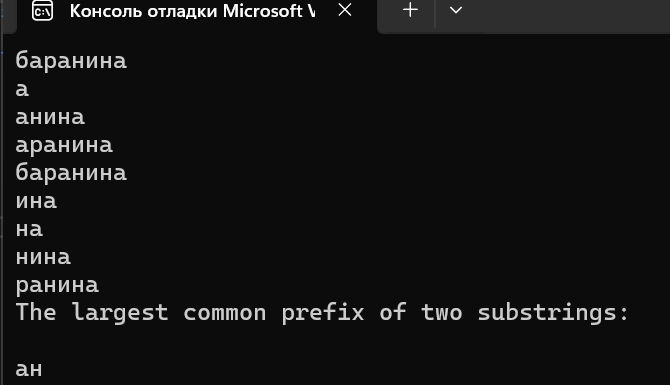 Консоль отладки Microsoft V
баранина
а
анина
аранина
баранина
ина
на
нина
ранина
The largest common prefix of two substrings:
ан